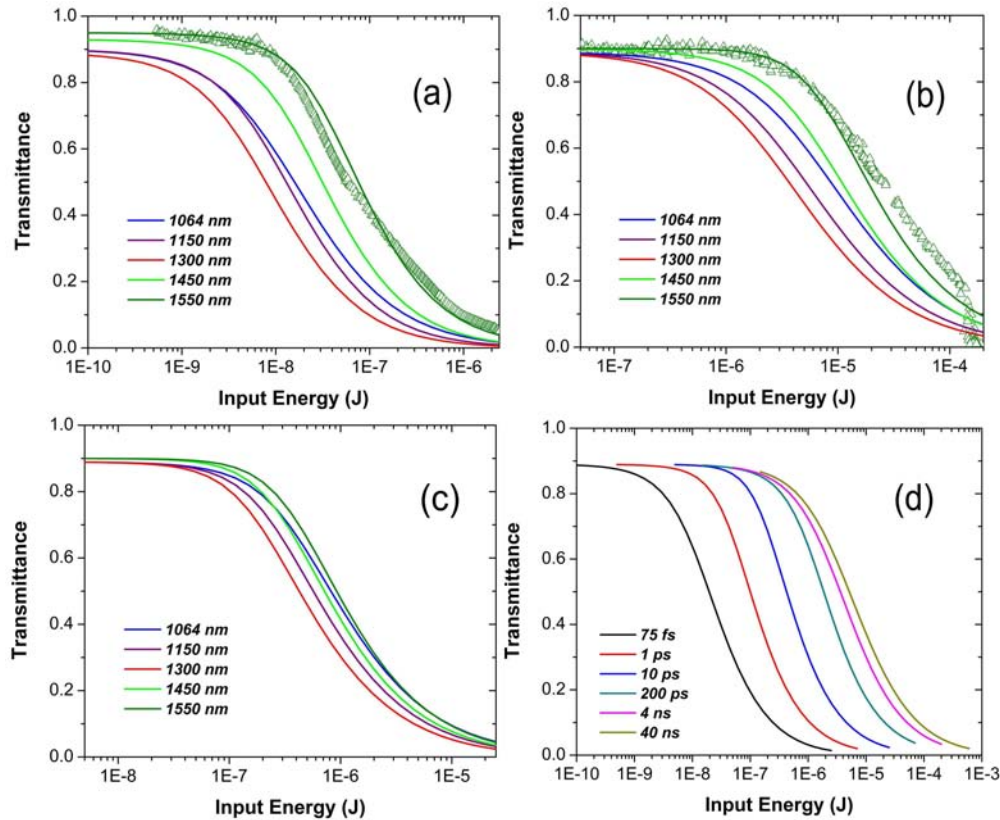 (a)
Transmittance
1.0
0.8
0.6
0.4
0.2
0.0
1064 nm
1150 nm
1300 nm
1450 nm
1550 nm
1E-10 1E-9 1E-8 1E-7 1E-6
Input Energy (J)
(b)
Transmittance
1.0
0.8
0.6
0.4
0.2
0.0
1064 nm
1150 nm
1300 nm
1450 nm
1550 nm
1E-7 1E-6 1E-5 1E-4
Input Energy (J)
(c)
Transmittance
1.0
0.8
0.6
0.4
0.2
0.0
1064 nm
1150 nm
1300 nm
1450 nm
1550 nm
1E-8 1E-7 1E-6 1E-5
Input Energy (J)
(d)
Transmittance
1.0
0.8
0.6
0.4
0.2
0.0
75 fs
1 ps
10 ps
200 ps
4 ns
40 ns
1E-10 1E-9 1E-8 1E-7 1E-6 1E-5 1E-4 1E-3
Input Energy (J)